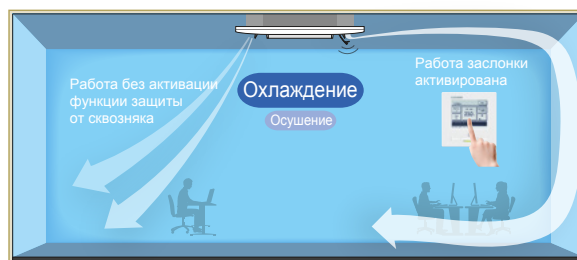 Работа без активации
функции защиты
от сквозняка
Охлаждение
Осушение
Работа заслонки
активирована